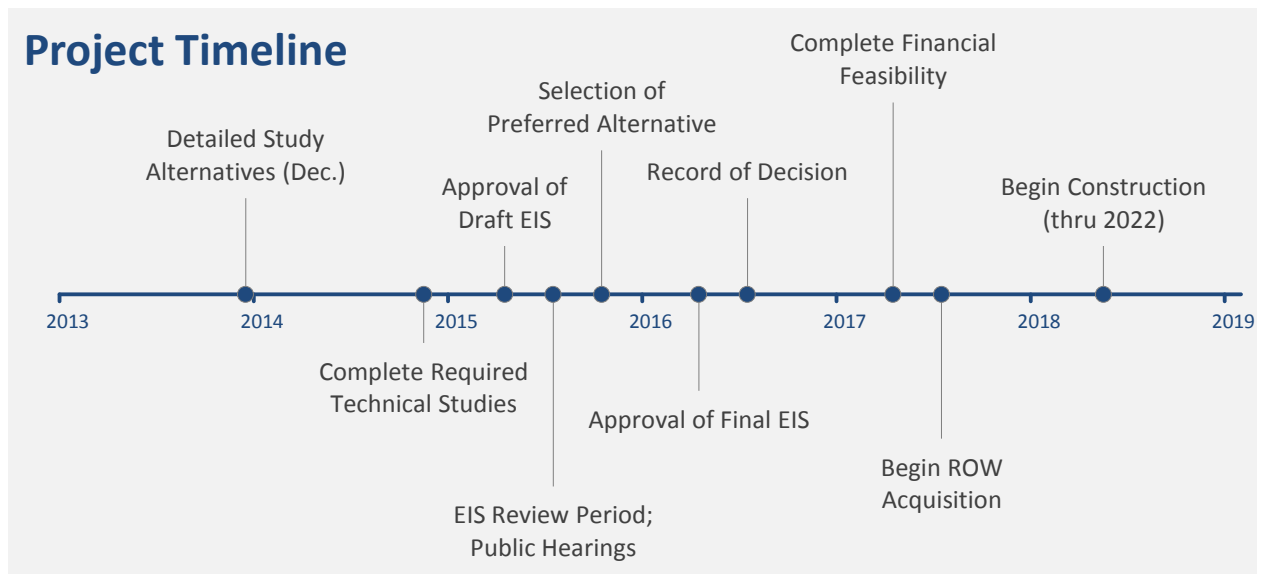 Project Timeline
Detailed Study
Alternatives (Dec.)
Approval of
Draft EIS
Selection of
Preferred Alternative
Record of Decision
Complete Financial
Feasibility
Begin Construction
(thru 2022)
2013
2014
2015
2016
2017
2018
2019
Complete Required
Technical Studies
EIS Review Period;
Public Hearings
Approval of Final EIS
Begin ROW
Acquisition